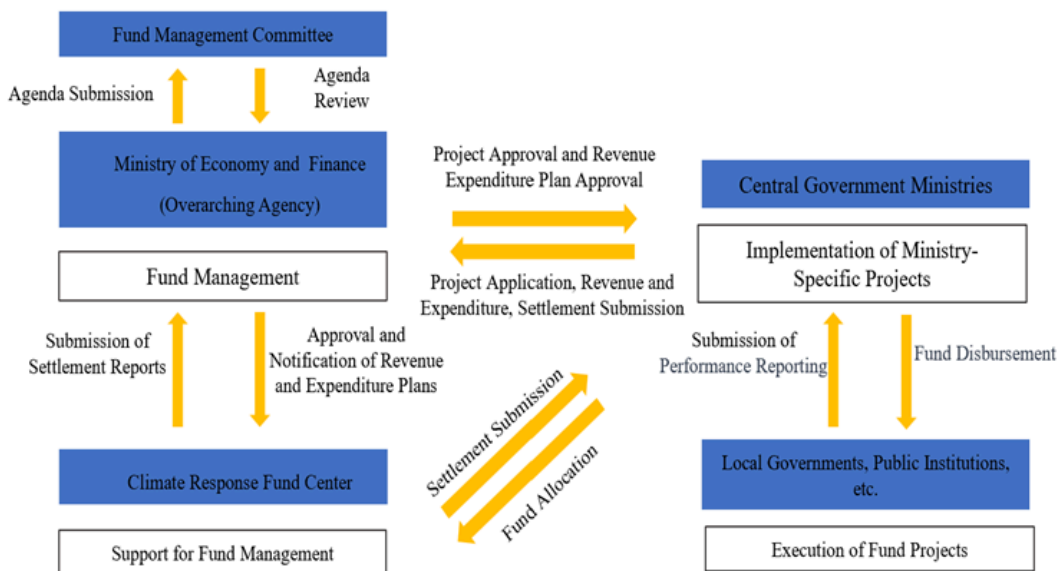 Fund Management Committee
Agenda Submission
Agenda
Review
Ministry of Economy and Finance
(Overarching Agency)
Fund Management
Submission of
Settlement Reports
Approval and
Notification of Revenue
and Expenditure Plans
Climate Response Fund Center
Support for Fund Management
Project Approval and Revenue
Expenditure Plan Approval
Project Application, Revenue and
Expenditure, Settlement Submission
Settlement Submission
Fund Allocation
Central Government Ministries
Implementation of Ministry-
Specific Projects
Submission of
Performance Reporting
Fund Disbursement
Local Governments, Public Institutions,
etc.
Execution of Fund Projects